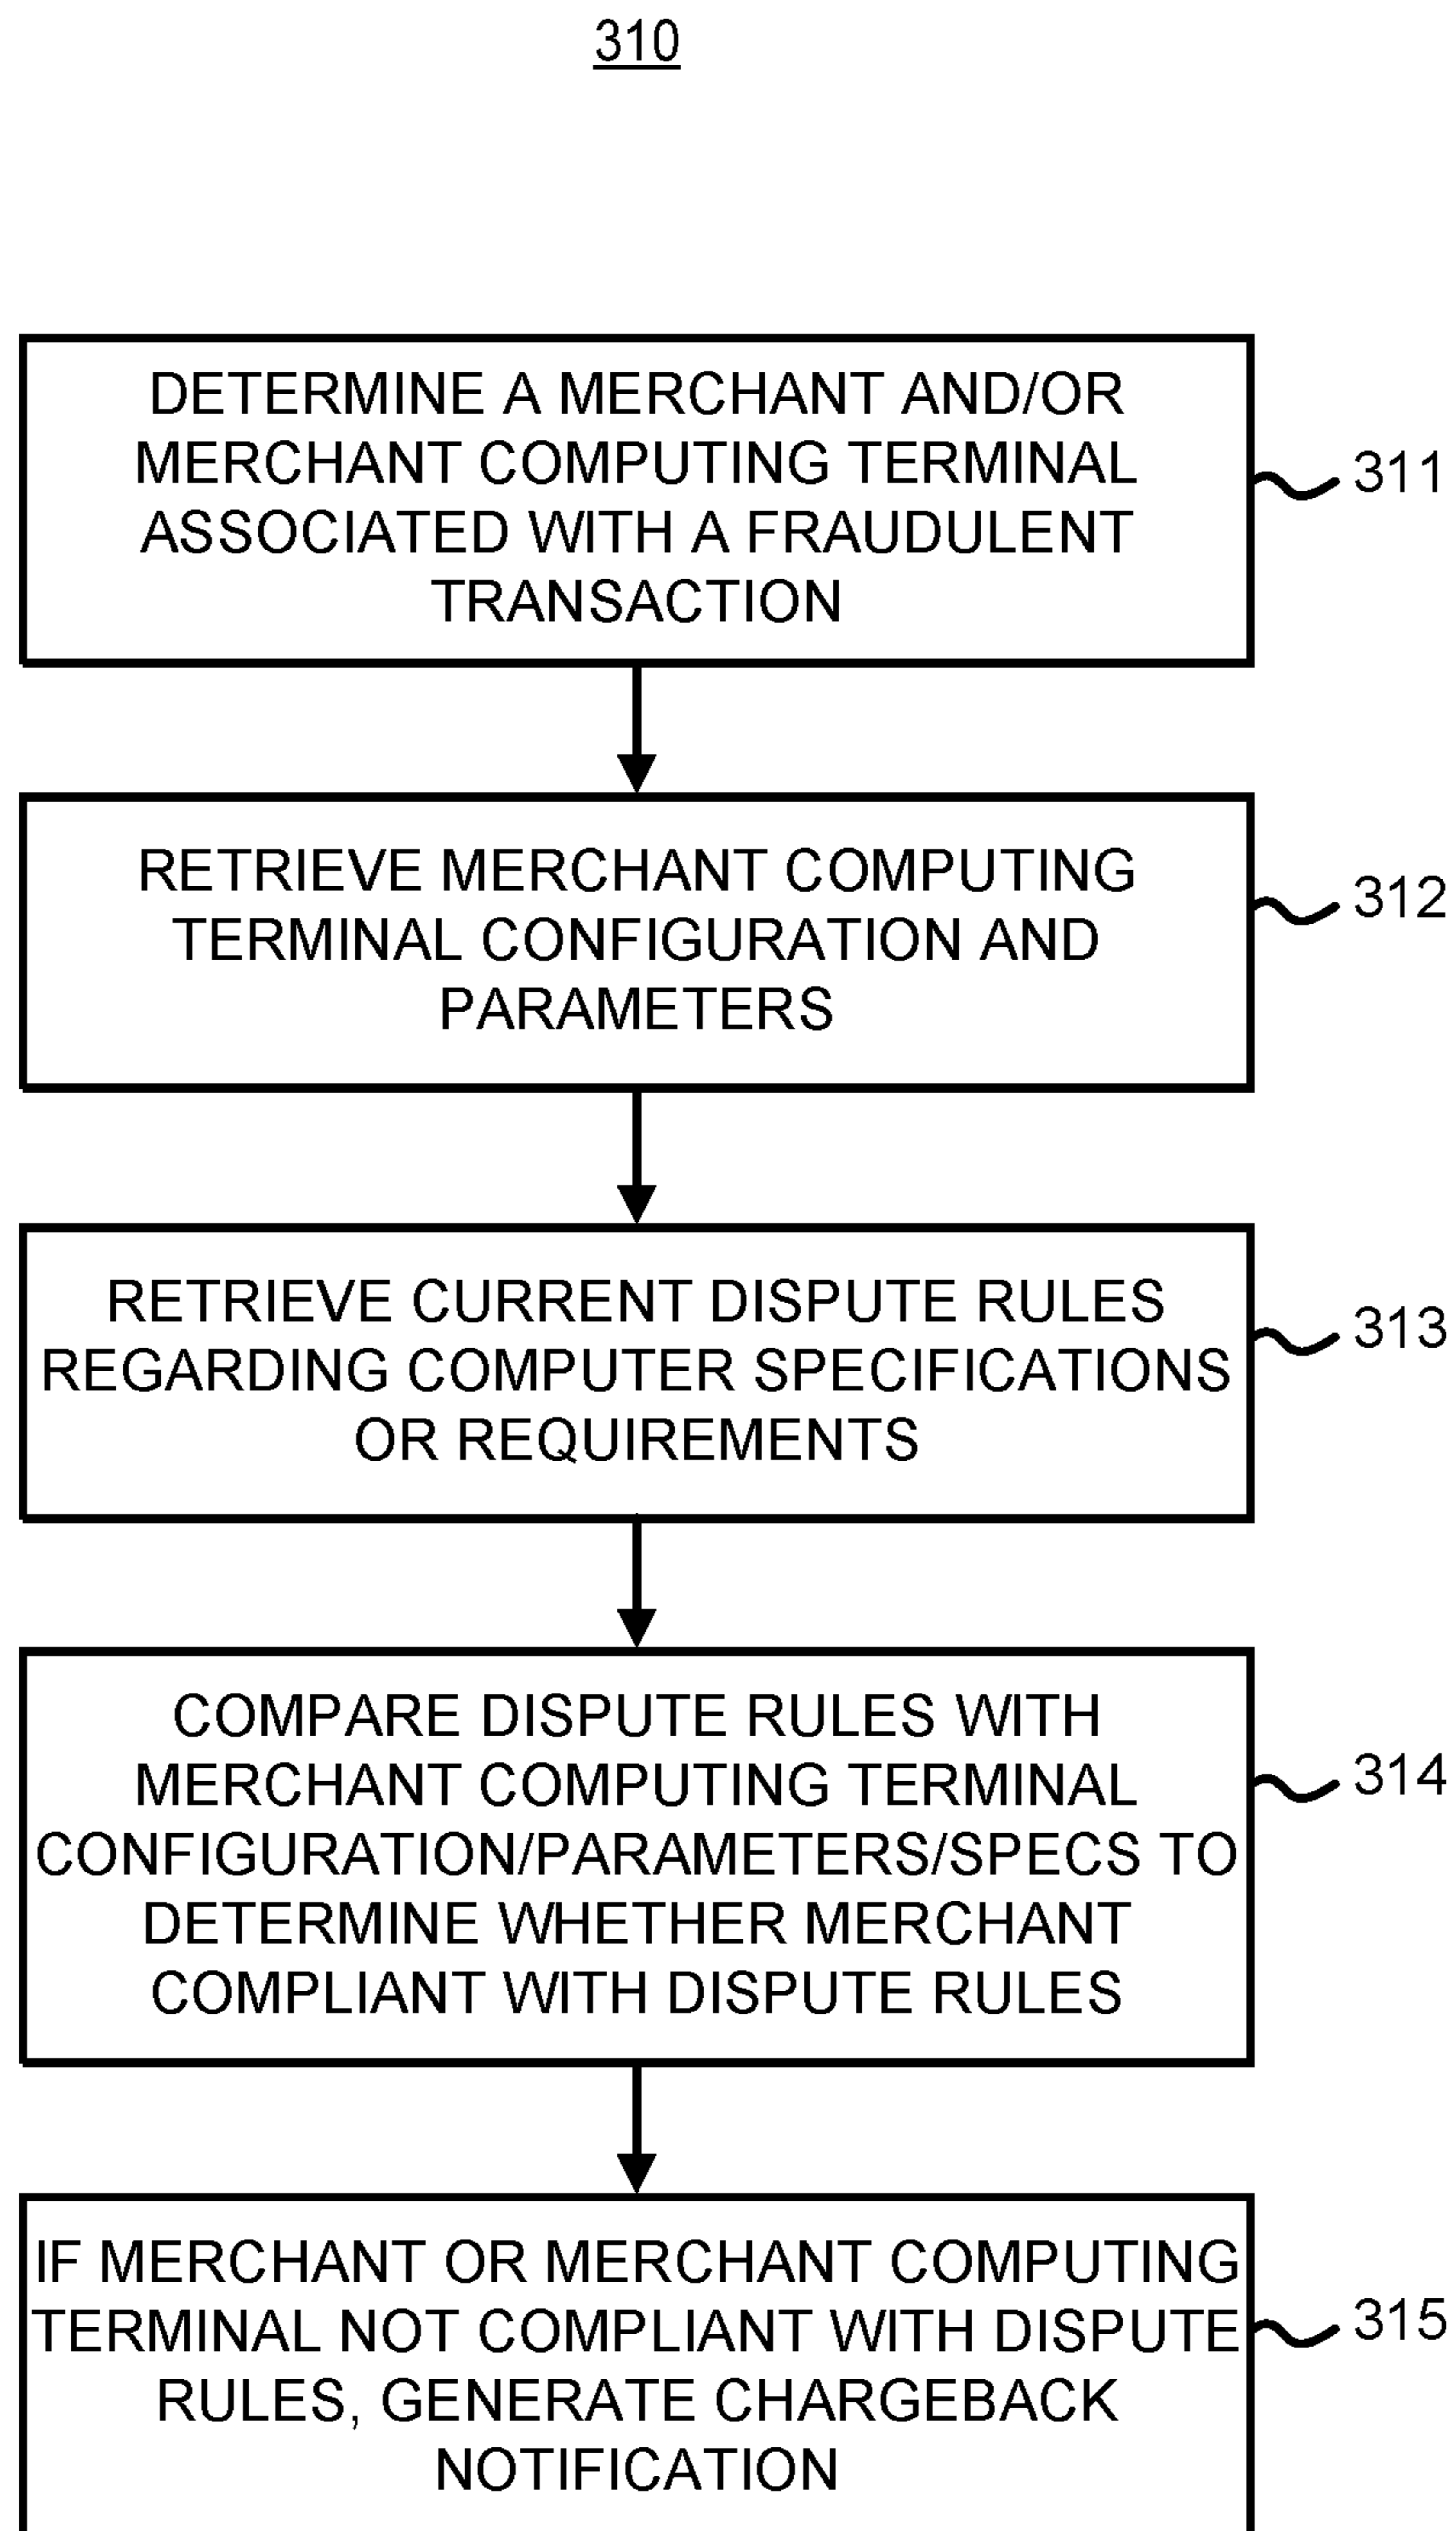 310
DETERMINE A MERCHANT AND/OR
MERCHANT COMPUTING TERMINAL
ASSOCIATED WITH A FRAUDULENT
TRANSACTION
311
RETRIEVE MERCHANT COMPUTING
TERMINAL CONFIGURATION AND
PARAMETERS
312
RETRIEVE CURRENT DISPUTE RULES
REGARDING COMPUTER SPECIFICATIONS
OR REQUIREMENTS
313
COMPARE DISPUTE RULES WITH
MERCHANT COMPUTING TERMINAL
CONFIGURATION/PARAMETERS/SPECS TO
DETERMINE WHETHER MERCHANT
COMPLIANT WITH DISPUTE RULES
314
IF MERCHANT OR MERCHANT COMPUTING
TERMINAL NOT COMPLIANT WITH DISPUTE
RULES, GENERATE CHARGEBACK
NOTIFICATION
315